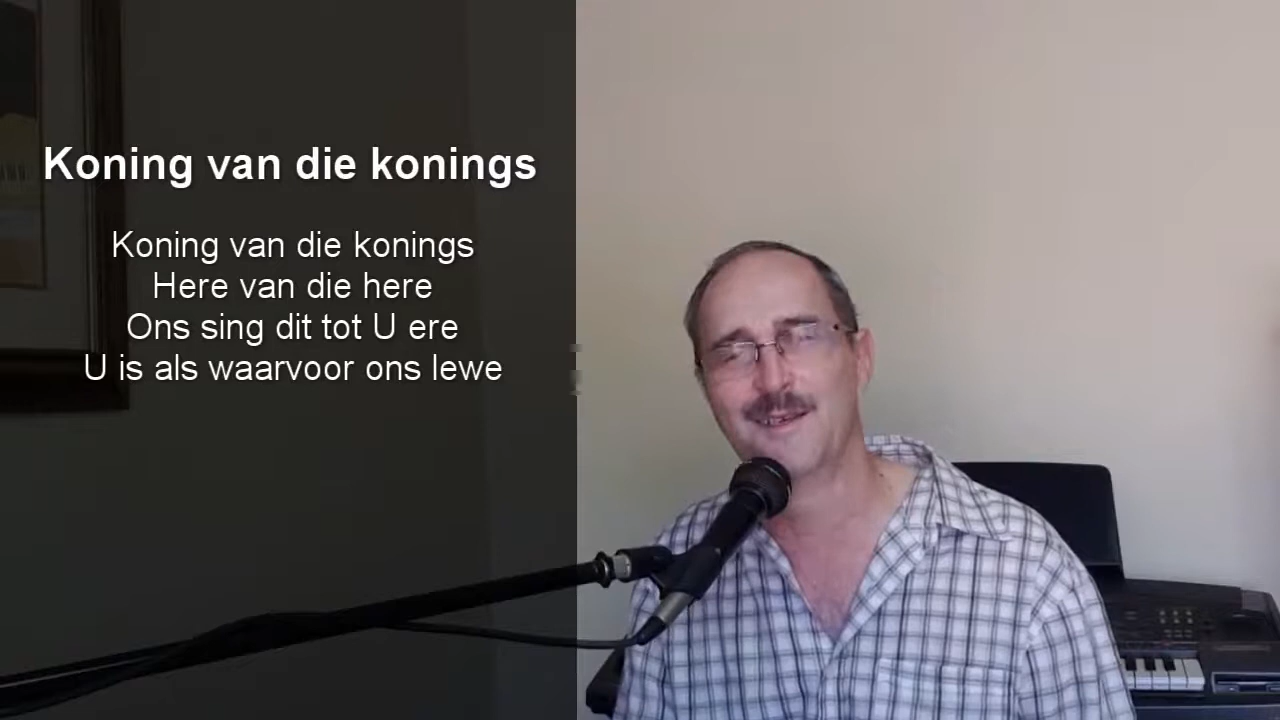 Koning van die konings
Koning van die konings
Here van die here
Ons sing dit tot U ere
U is als waarvoor ons lewe